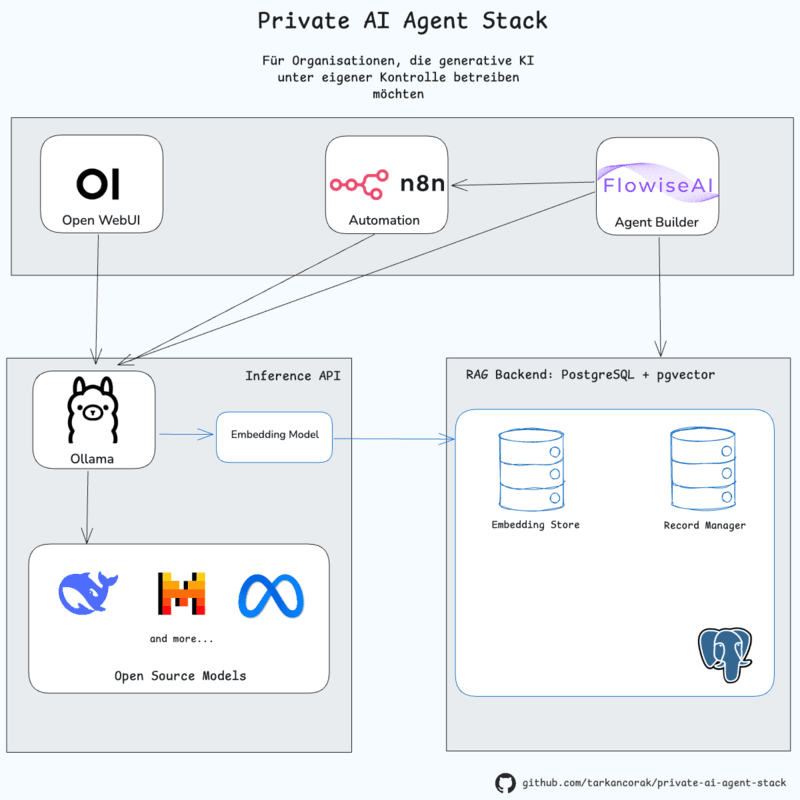 Private AI Agent Stack
Für Organisationen, die generative KI
unter eigener Kontrolle betreiben
möchten
OI
Open WebUI
n8n
Automation
FlowiseAI
Agent Builder
Inference API
Ollama
Embedding Model
and more...
Open Source Models
RAG Backend: PostgreSQL + pgvector
Embedding Store
Record Manager
github.com/tarkancorak/private-ai-agent-stack